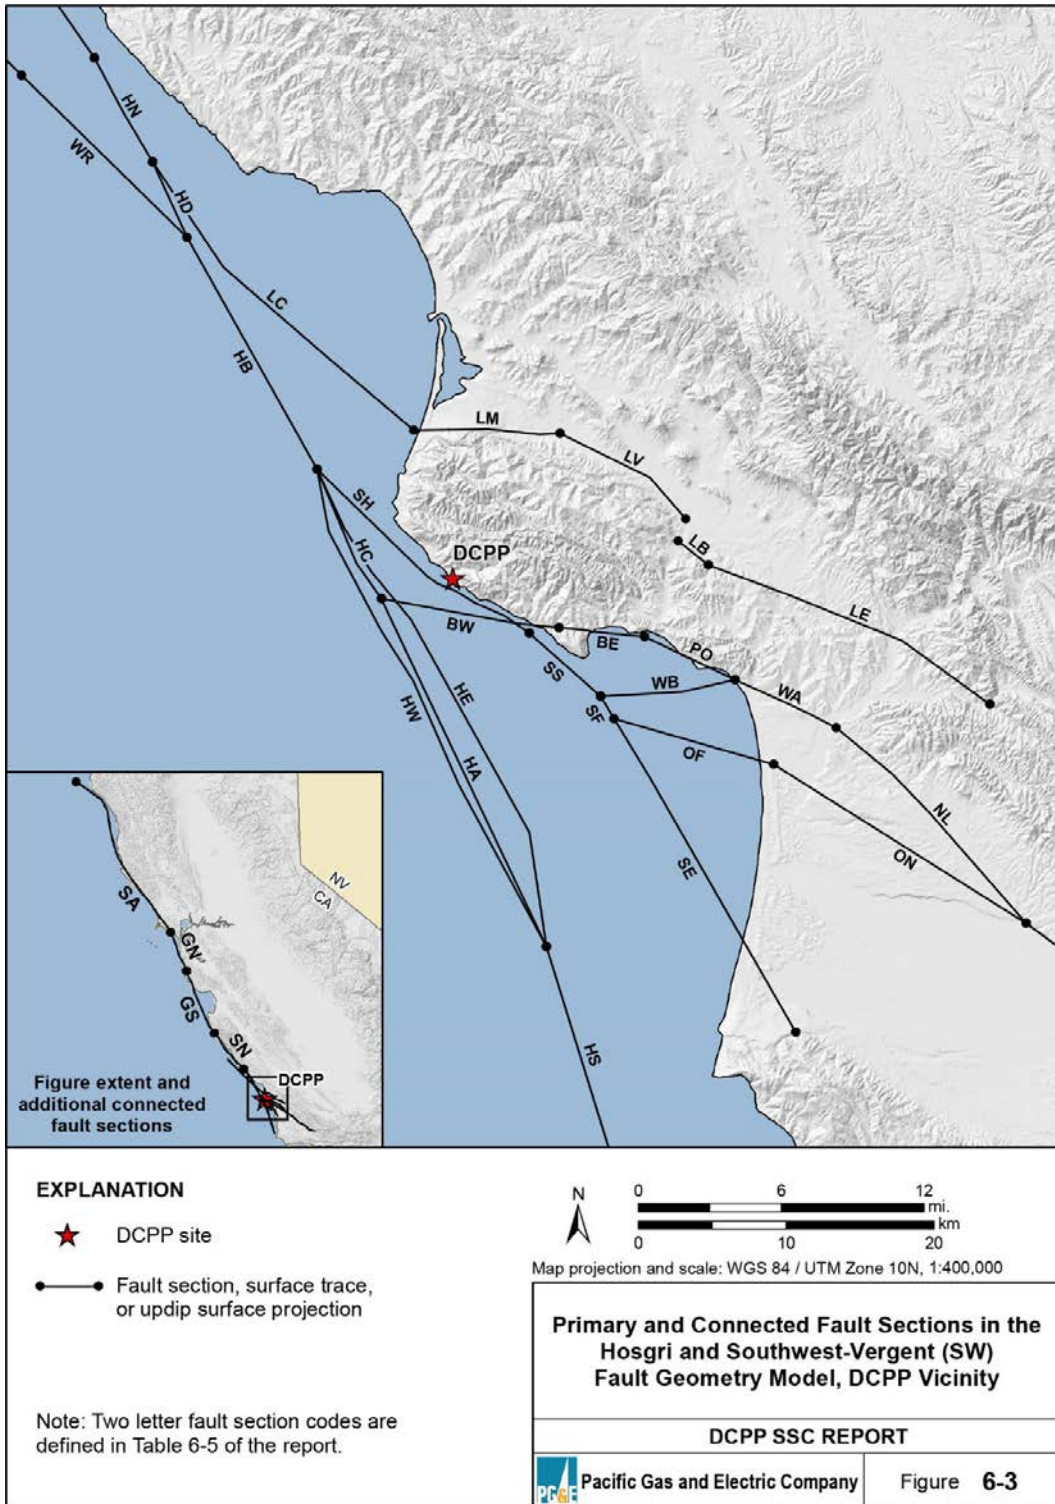 HN
WR
HD
LC
HB
LM
LV
SH
HC
DCPP
LB
LE
BW
BE
PO
SS
WB
WA
HE
HW
SF
OF
HA
NL
ON
SE
HS
NV
CA
SA
GN
GS
SN
DCPP
Figure extent and
additional connected
fault sections
EXPLANATION
DCPP site
Fault section, surface trace,
or updip surface projection
Note: Two letter fault section codes are
defined in Table 6-5 of the report.
N
0 6 12
mi.
km
0 10 20
Map projection and scale: WGS 84 / UTM Zone 10N, 1:400,000
Primary and Connected Fault Sections in the
Hosgri and Southwest-Vergent (SW)
Fault Geometry Model, DCPP Vicinity
DCPP SSC REPORT
PG&E Pacific Gas and Electric Company
Figure 6-3